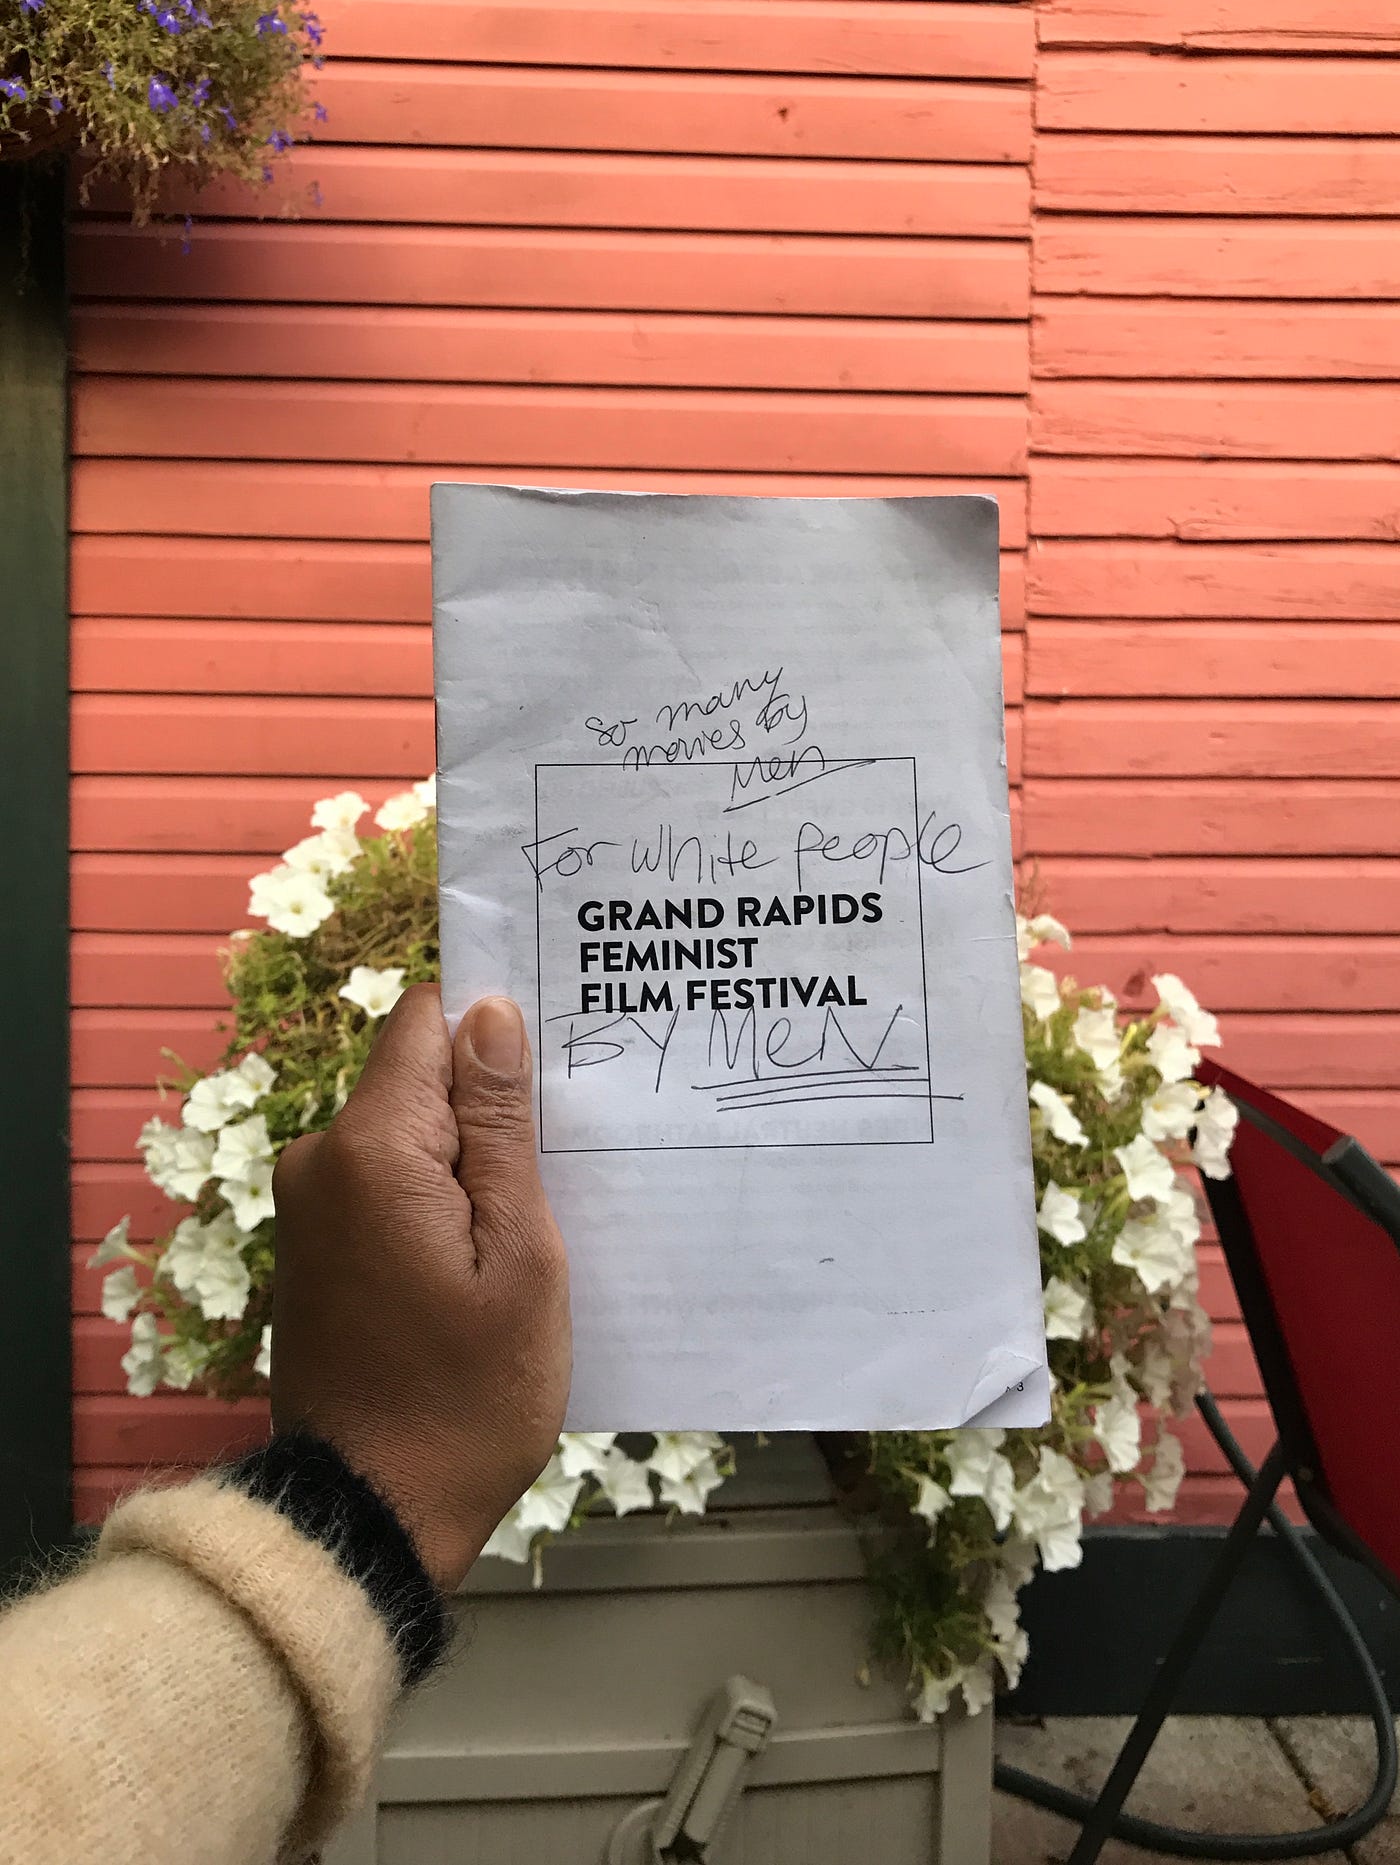 So many
movies by
Men
For white people
GRAND RAPIDS
FEMINIST
FILM FESTIVAL
BY MeN